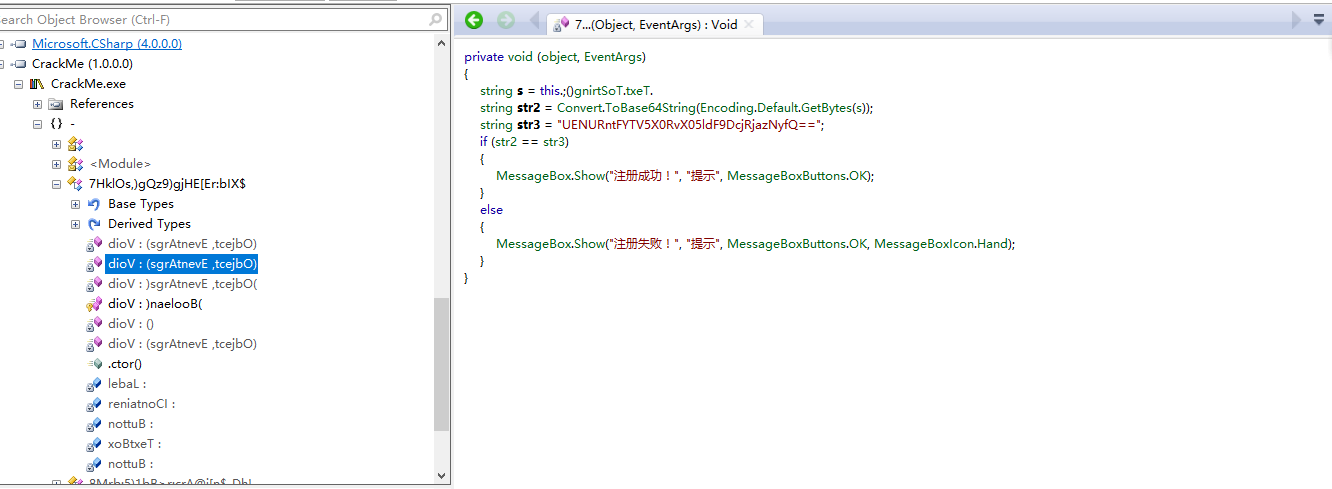 Search Object Browser (Ctrl-F)
Microsoft.CSharp (4.0.0.0)
CrackMe (1.0.0.0)
CrackMe.exe
References
{} -
<Module>
7HklOs,)gQz9)gjHE[Er:bIX$
Base Types
Derived Types
dioV : (sgrAtnevE ,tcejbO)
dioV : (sgrAtnevE ,tcejbO)
dioV : )sgrAtnevE ,tcejbO(
dioV : )naelooB(
dioV : ()
dioV : (sgrAtnevE ,tcejbO)
.ctor()
lebaL :
reniatnoCI :
nottuB :
xoBtxeT :
nottuB :
7...(Object, EventArgs) : Void
private void (object, EventArgs)
{
string s = this.;()gnirtSoT.txeT.
string str2 = Convert.ToBase64String(Encoding.Default.GetBytes(s));
string str3 = "UENURntFYTV5X0RvX05ldF9DcjRjazNyfQ==";
if (str2 == str3)
{
MessageBox.Show("注册成功！", "提示", MessageBoxButtons.OK);
}
else
{
MessageBox.Show("注册失败！", "提示", MessageBoxButtons.OK, MessageBoxIcon.Hand);
}
}